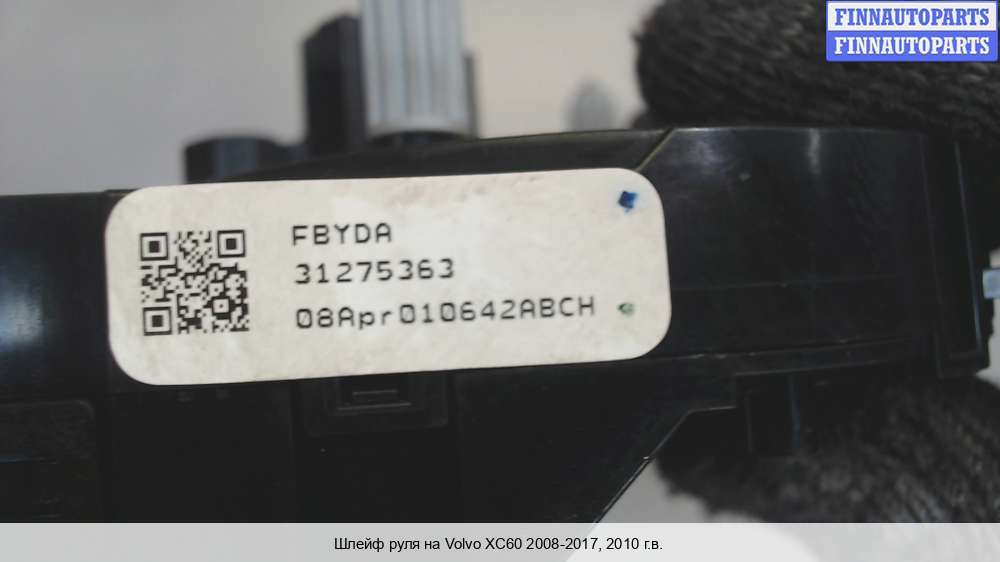 FINNAUTOPARTS
FINNAUTOPARTS
FBYDA
31275363
08Apr010642ABCH
Шлейф руля на Volvo XC60 2008-2017, 2010 г.в.